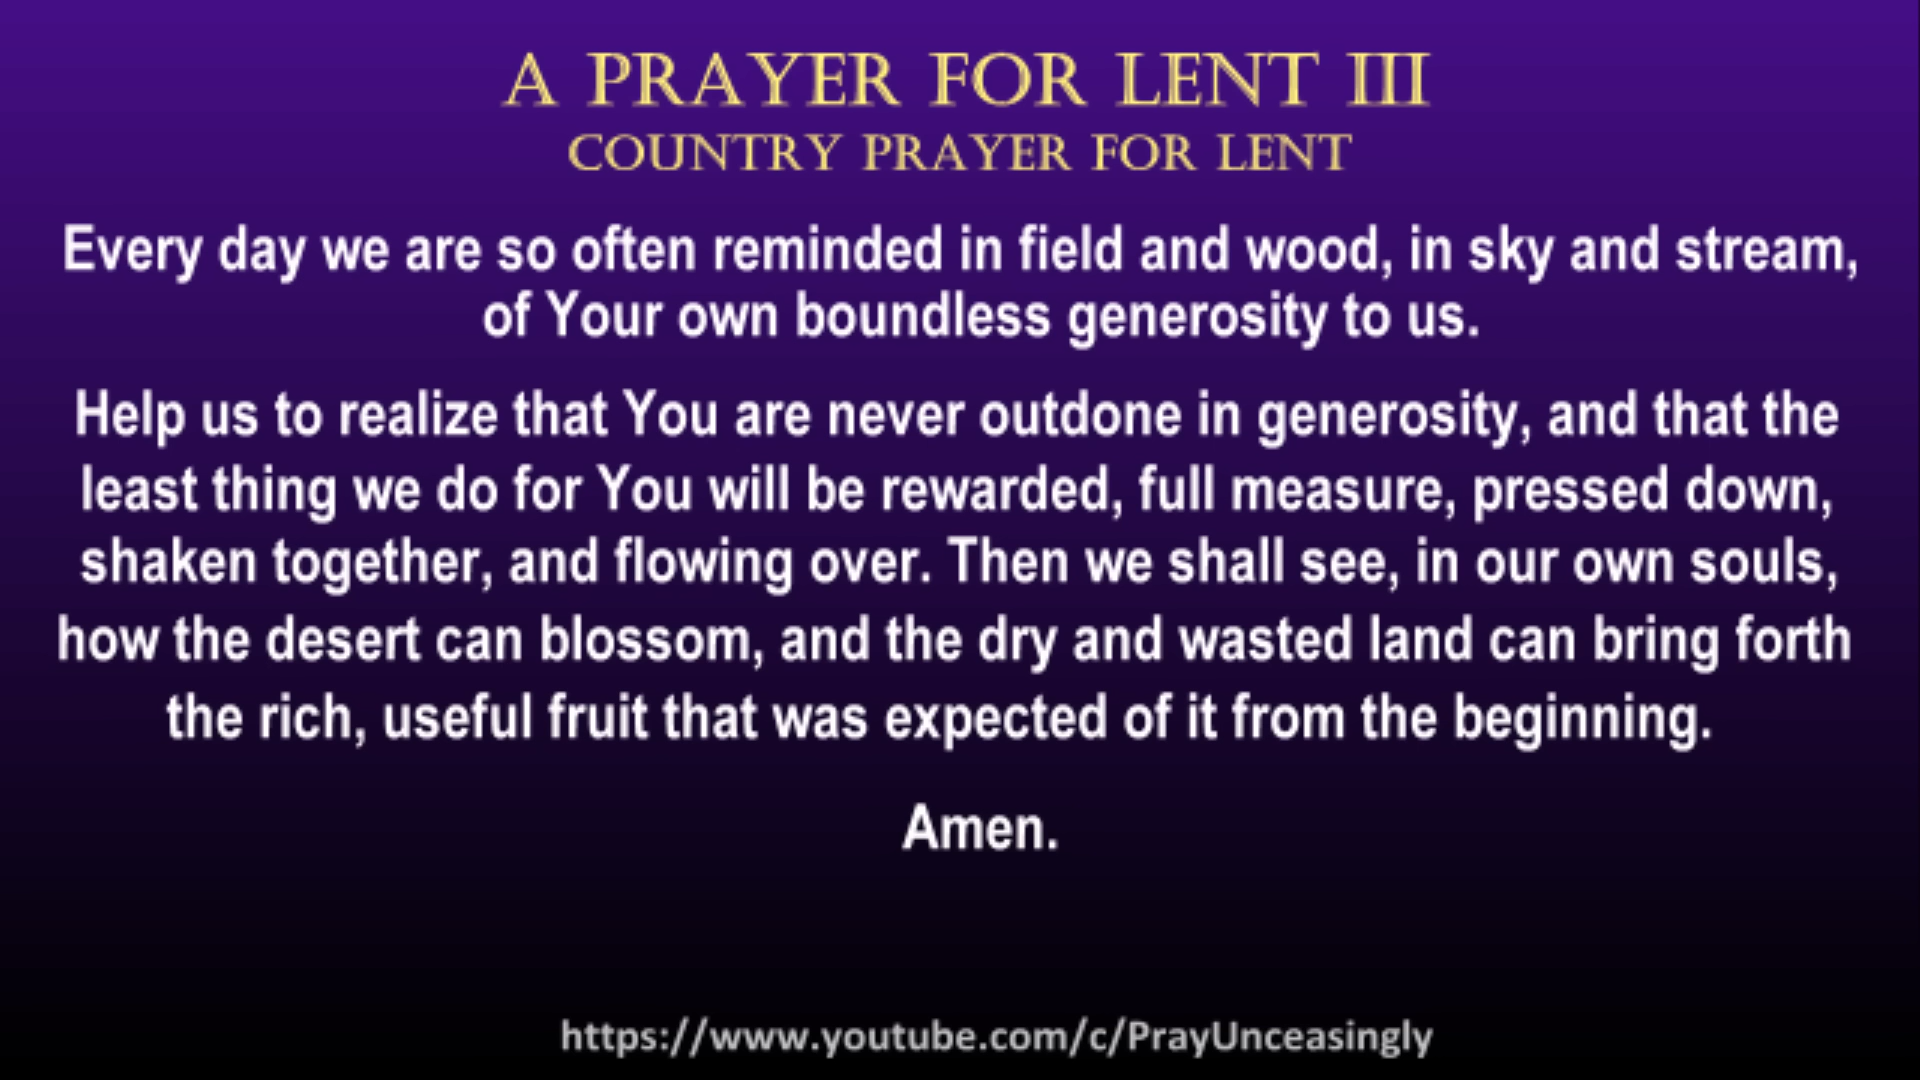 A PRAYER FOR LENT III
COUNTRY PRAYER FOR LENT
Every day we are so often reminded in field and wood, in sky and stream,
of Your own boundless generosity to us.
Help us to realize that You are never outdone in generosity, and that the
least thing we do for You will be rewarded, full measure, pressed down,
shaken together, and flowing over. Then we shall see, in our own souls,
how the desert can blossom, and the dry and wasted land can bring forth
the rich, useful fruit that was expected of it from the beginning.
Amen.
https://www.youtube.com/c/PrayUnceasingly